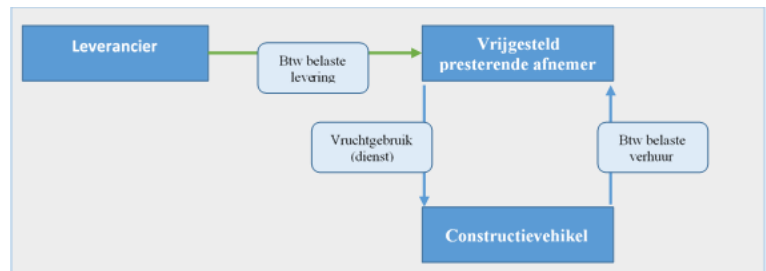 Leverancier
Btw belaste
levering
Vrijgesteld
presterende afnemer
Vruchtgebruik
(dienst)
Btw belaste
verhuur
Constructievehikel